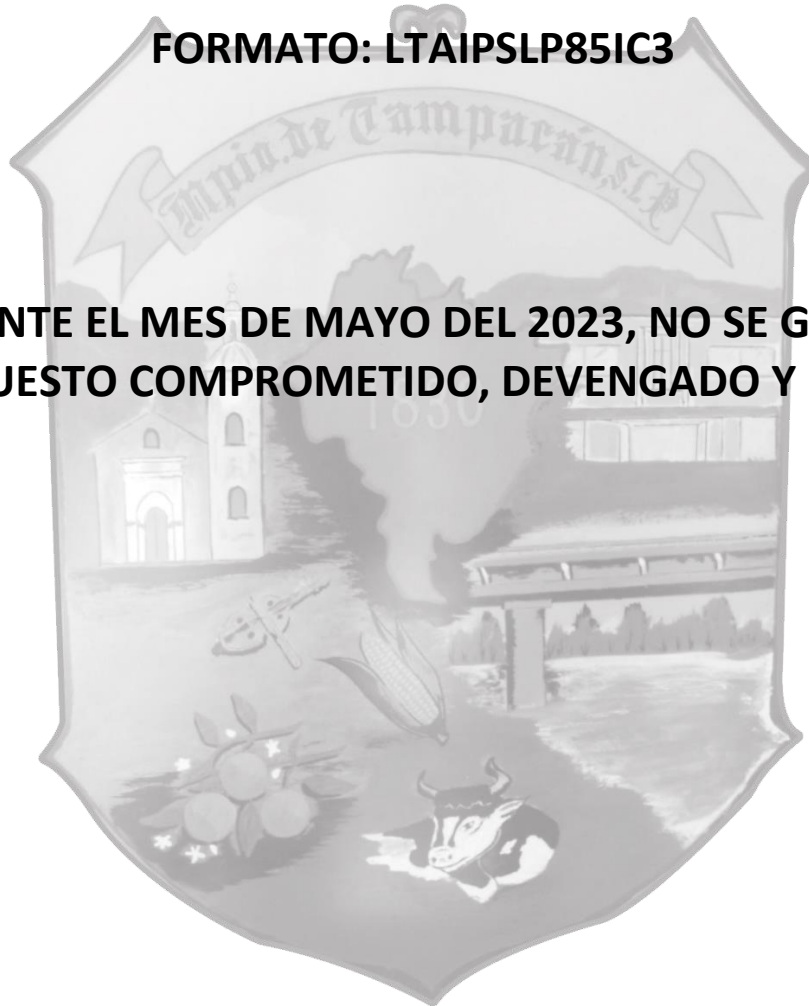 FORMATO: LTAIPSLP85IC3
Mpio. de Tampacán, S.L.P.
NTE EL MES DE MAYO DEL 2023, NO SE G
UESTO COMPROMETIDO, DEVENGADO Y
1830